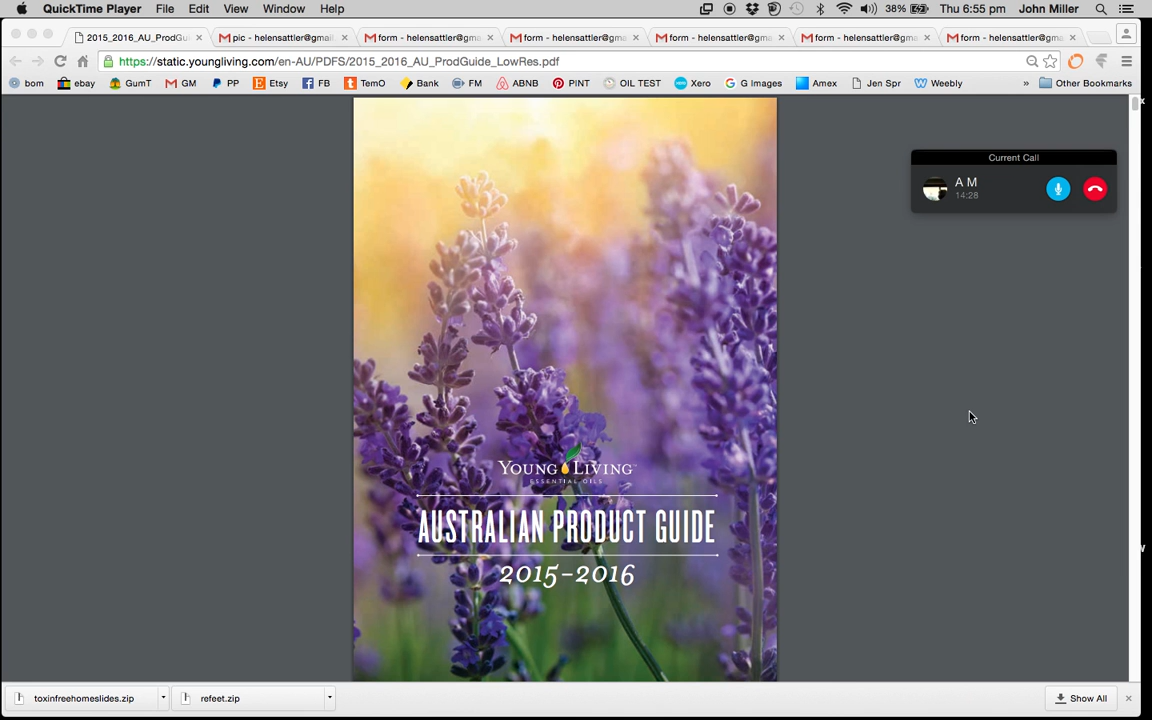 QuickTime Player File Edit View Window Help 38% Thu 6:55 pm John Miller
2015_2016_AU_ProdGui pic - helensattler@gmail. form - helensattler@gma form - helensattler@gma form - helensattler@gma form - helensattler@gma form - helensattler@gma
https://static.youngliving.com/en-AU/PDFS/2015_2016_AU_ProdGuide_LowRes.pdf
bom ebay GumT GM PP Etsy FB TemO Bank FM ABNB PINT OIL TEST Xero G Images Amex Jen Spr Weebly » Other Bookmarks
Current Call
A M
14:28
YOUNG LIVING
ESSENTIAL OILS
AUSTRALIAN PRODUCT GUIDE
2015-2016
toxinfreehomeslides.zip refeet.zip Show All